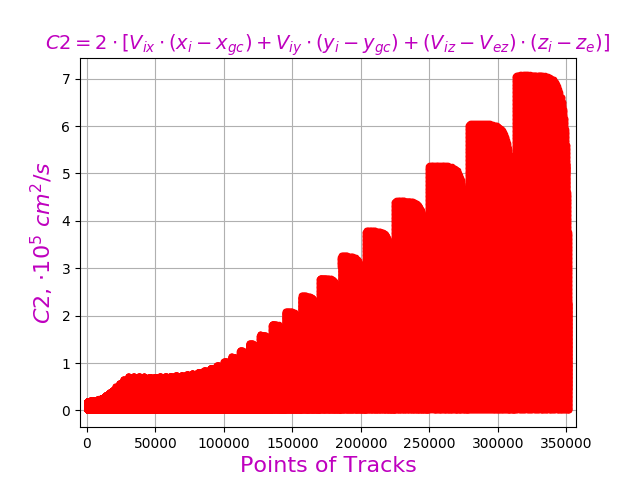 C2 = 2 · [V_ix · (x_i − x_gc) + V_iy · (y_i − y_gc) + (V_iz − V_ez) · (z_i − z_e)]
7
6
5
4
3
2
1
0
C2, ·10^5 cm^2/s
0 50000 100000 150000 200000 250000 300000 350000
Points of Tracks